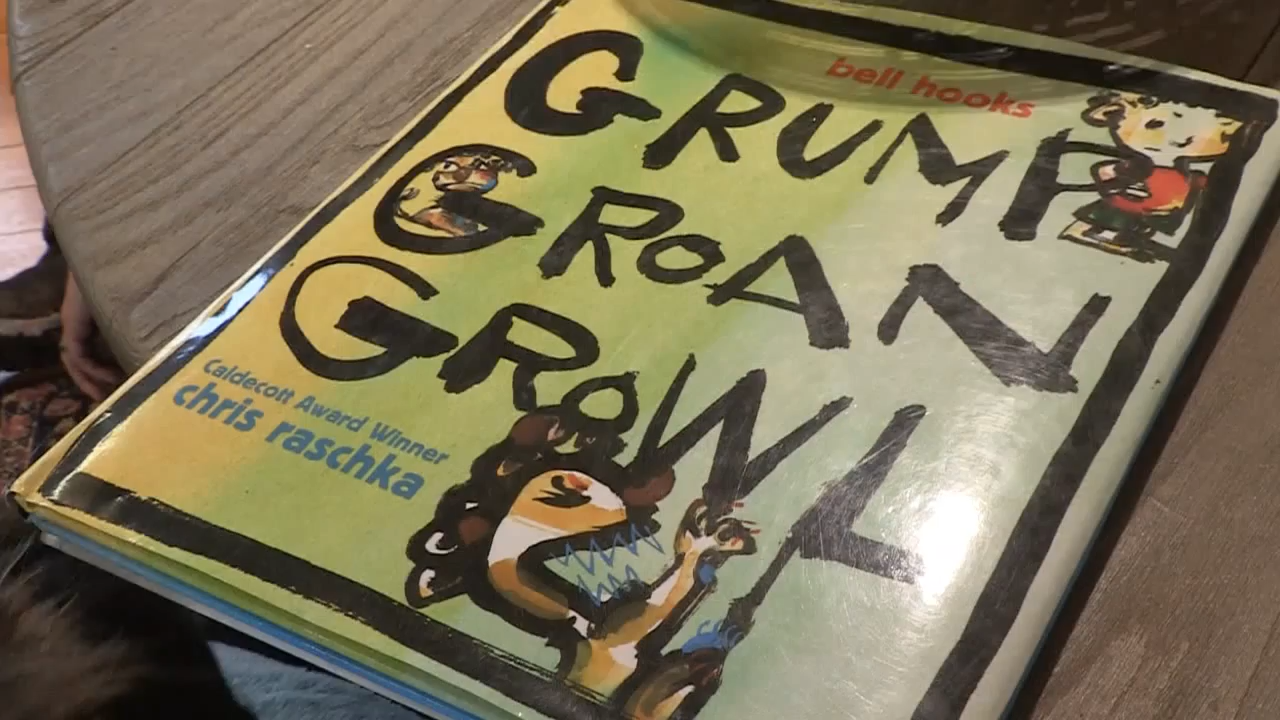 bell hooks
GRUMP
GROAN
GROWL
Caldecott Award Winner
chris raschka